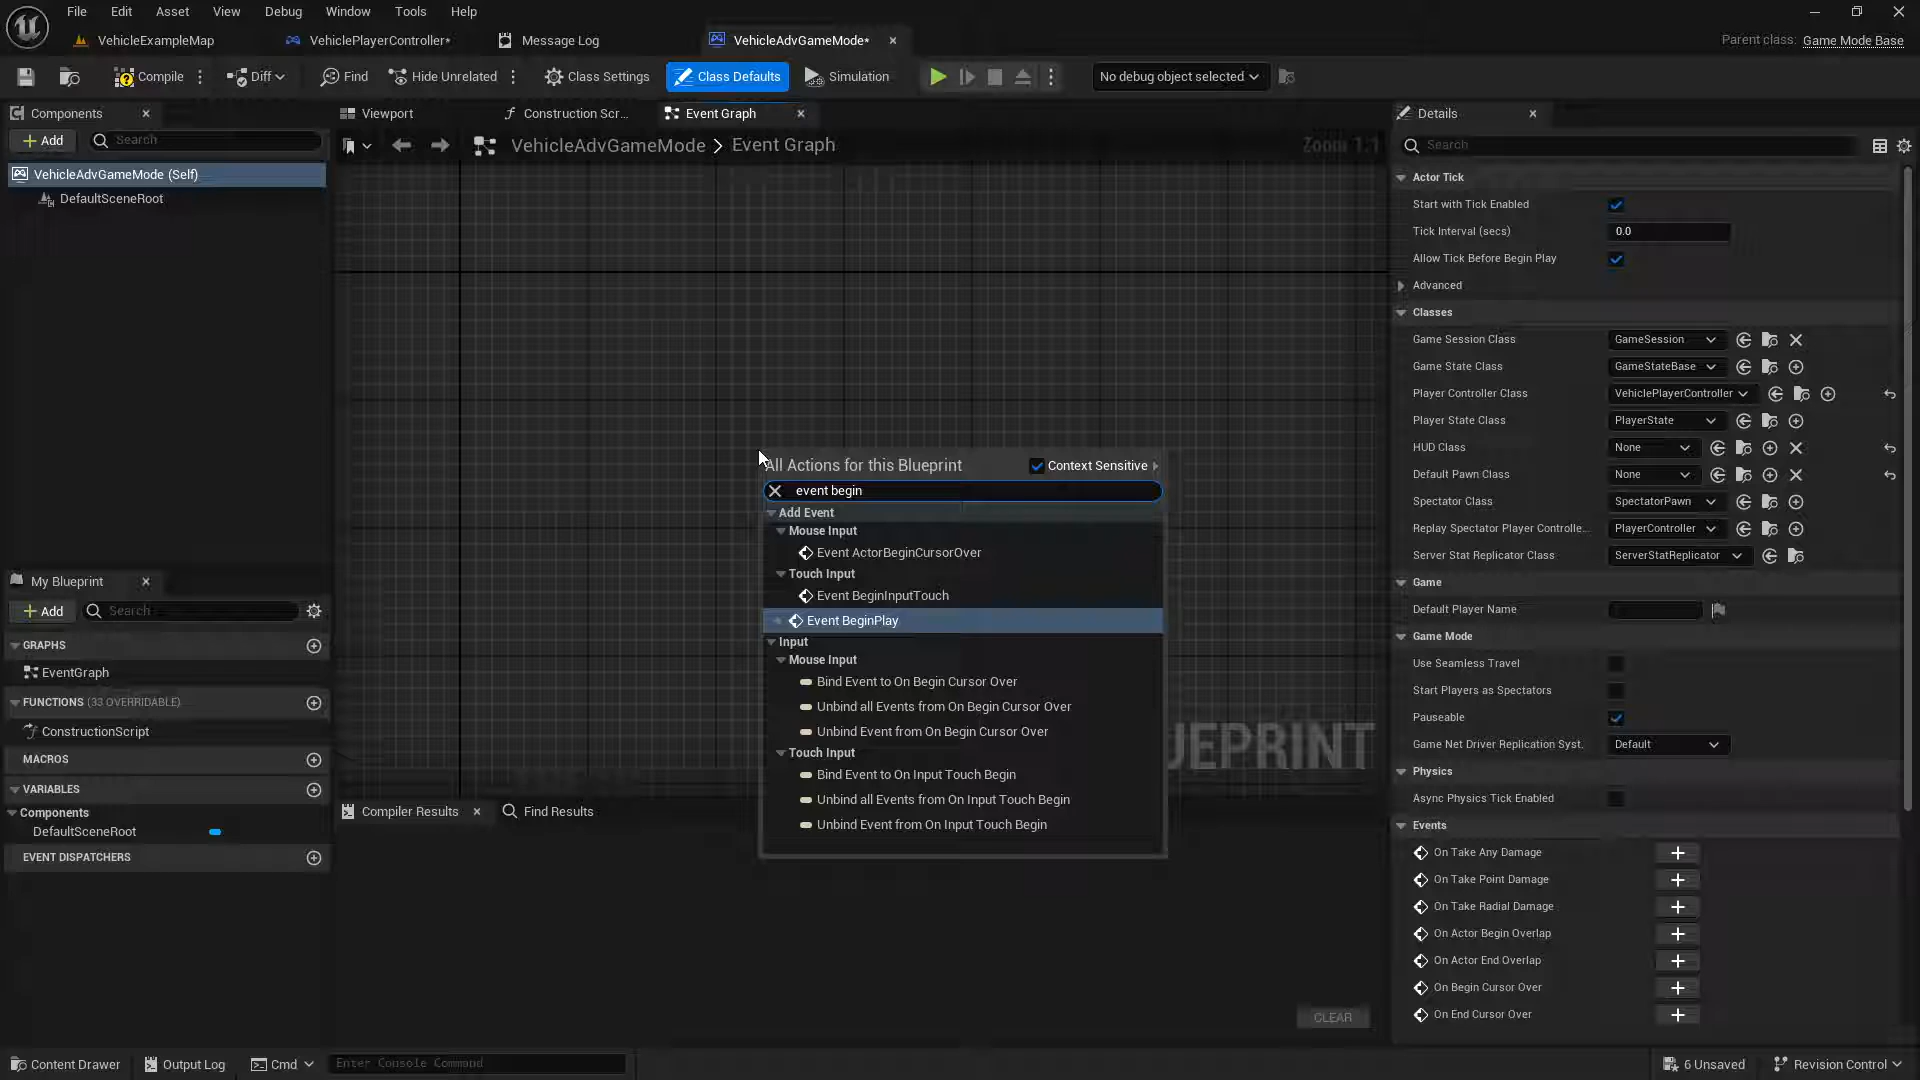 File Edit Asset View Debug Window Tools Help
VehicleExampleMap VehiclePlayerController* Message Log VehicleAdvGameMode* Parent class: Game Mode Base
Compile Diff Find Hide Unrelated Class Settings Class Defaults Simulation No debug object selected
Components Viewport Construction Scr... Event Graph Details
Add Search VehicleAdvGameMode > Event Graph Zoom 1:1 Search
VehicleAdvGameMode (Self)
DefaultSceneRoot
Actor Tick
Start with Tick Enabled
Tick Interval (secs) 0.0
Allow Tick Before Begin Play
Advanced
Classes
Game Session Class GameSession
Game State Class GameStateBase
Player Controller Class VehiclePlayerController
Player State Class PlayerState
HUD Class None
Default Pawn Class None
Spectator Class SpectatorPawn
Replay Spectator Player Controlle... PlayerController
Server Stat Replicator Class ServerStatReplicator
Game
Default Player Name
Game Mode
Use Seamless Travel
Start Players as Spectators
Pauseable
Game Net Driver Replication Syst. Default
Physics
Async Physics Tick Enabled
Events
On Take Any Damage
On Take Point Damage
On Take Radial Damage
On Actor Begin Overlap
On Actor End Overlap
On Begin Cursor Over
On End Cursor Over
All Actions for this Blueprint Context Sensitive
event begin
Add Event
Mouse Input
Event ActorBeginCursorOver
Touch Input
Event BeginInputTouch
Event BeginPlay
Input
Mouse Input
Bind Event to On Begin Cursor Over
Unbind all Events from On Begin Cursor Over
Unbind Event from On Begin Cursor Over
Touch Input
Bind Event to On Input Touch Begin
Unbind all Events from On Input Touch Begin
Unbind Event from On Input Touch Begin
UEPRINT
My Blueprint
Add Search
GRAPHS
EventGraph
FUNCTIONS (33 OVERRIDABLE)
ConstructionScript
MACROS
VARIABLES
Components
DefaultSceneRoot
EVENT DISPATCHERS
Compiler Results Find Results
CLEAR
Content Drawer Output Log Cmd Enter Console Command 6 Unsaved Revision Control